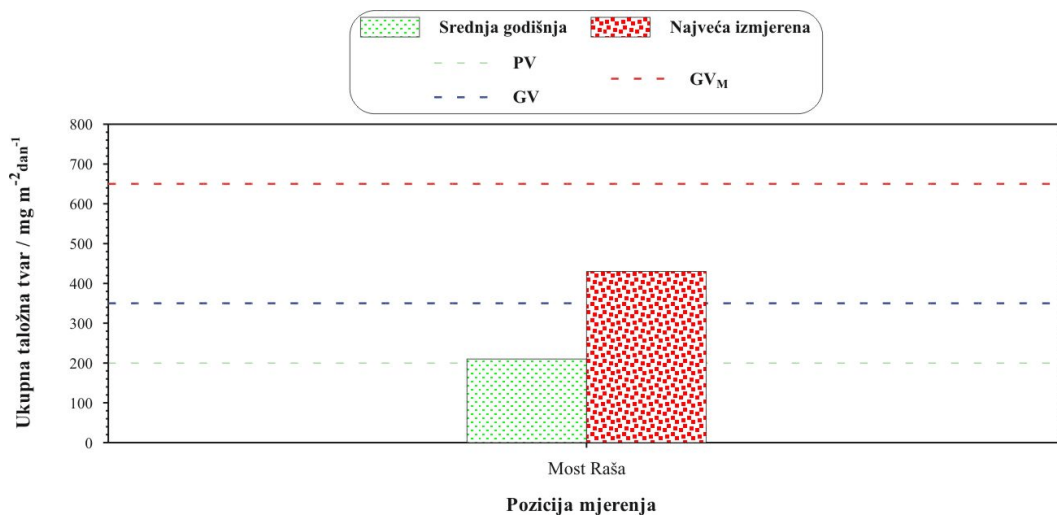 Srednja godišnja
Najveća izmjerena
PV
GV
GV_M
Ukupna taložna tvar / mg m⁻²dan⁻¹
800
700
600
500
400
300
200
100
0
Most Raša
Pozicija mjerenja